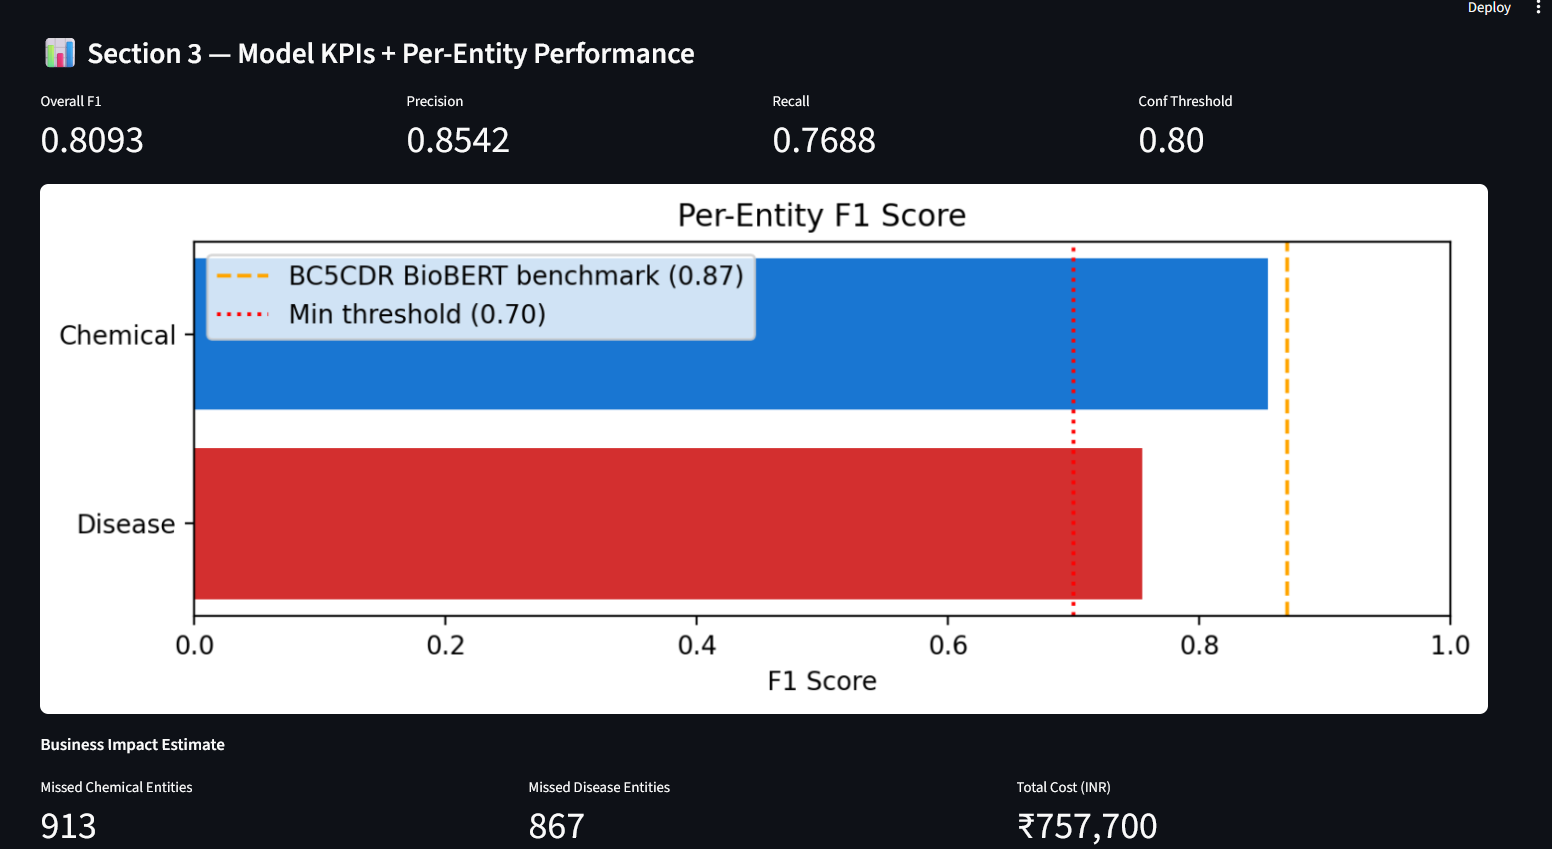 Deploy
Section 3 — Model KPIs + Per-Entity Performance
Overall F1
Precision
Recall
Conf Threshold
0.8093
0.8542
0.7688
0.80
Per-Entity F1 Score
BC5CDR BioBERT benchmark (0.87)
Min threshold (0.70)
Chemical
Disease
0.0 0.2 0.4 0.6 0.8 1.0
F1 Score
Business Impact Estimate
Missed Chemical Entities
Missed Disease Entities
Total Cost (INR)
913
867
₹757,700